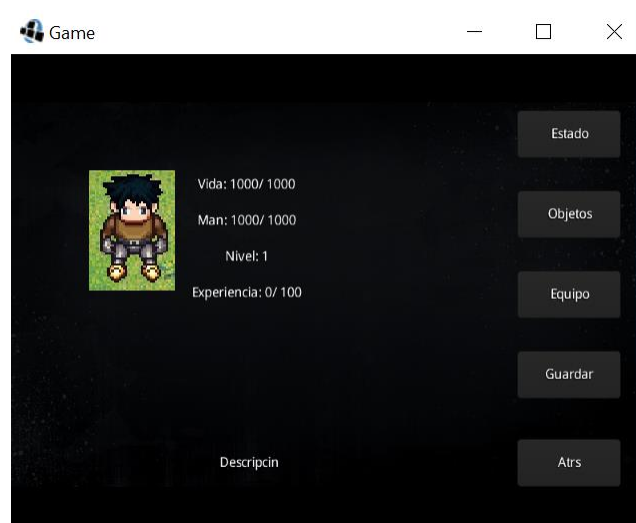 Game
Estado
Vida: 1000/ 1000
Objetos
Man: 1000/ 1000
Nivel: 1
Experiencia: 0/ 100
Equipo
Guardar
Descripcin
Atrs